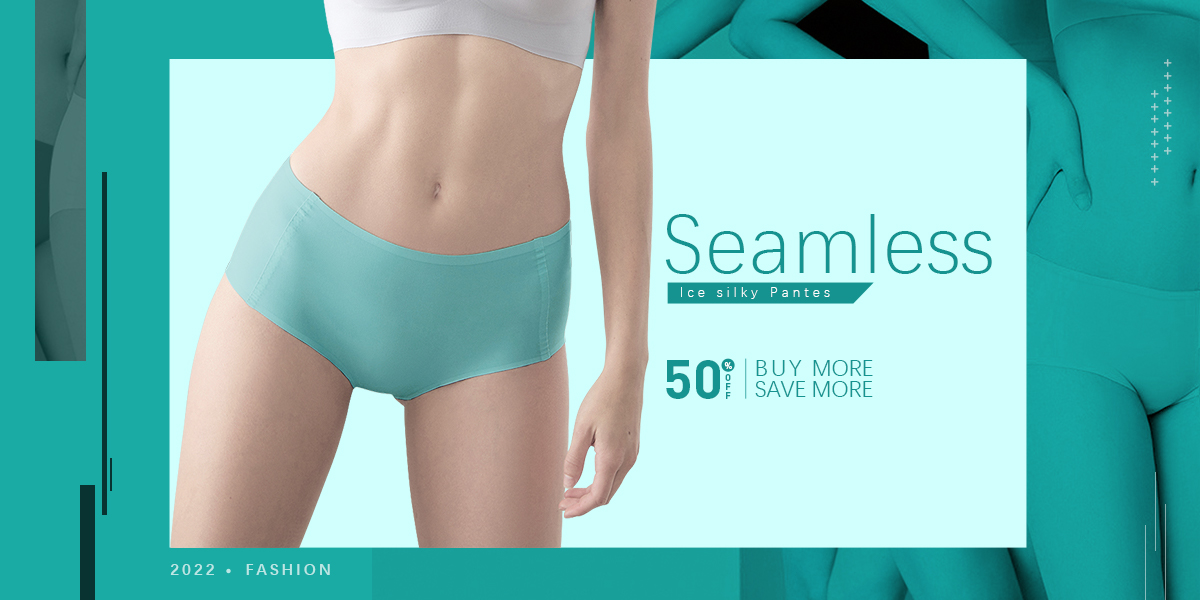 Seamless
Ice silky Pantes
50% OFF
BUY MORE
SAVE MORE
2022 • FASHION